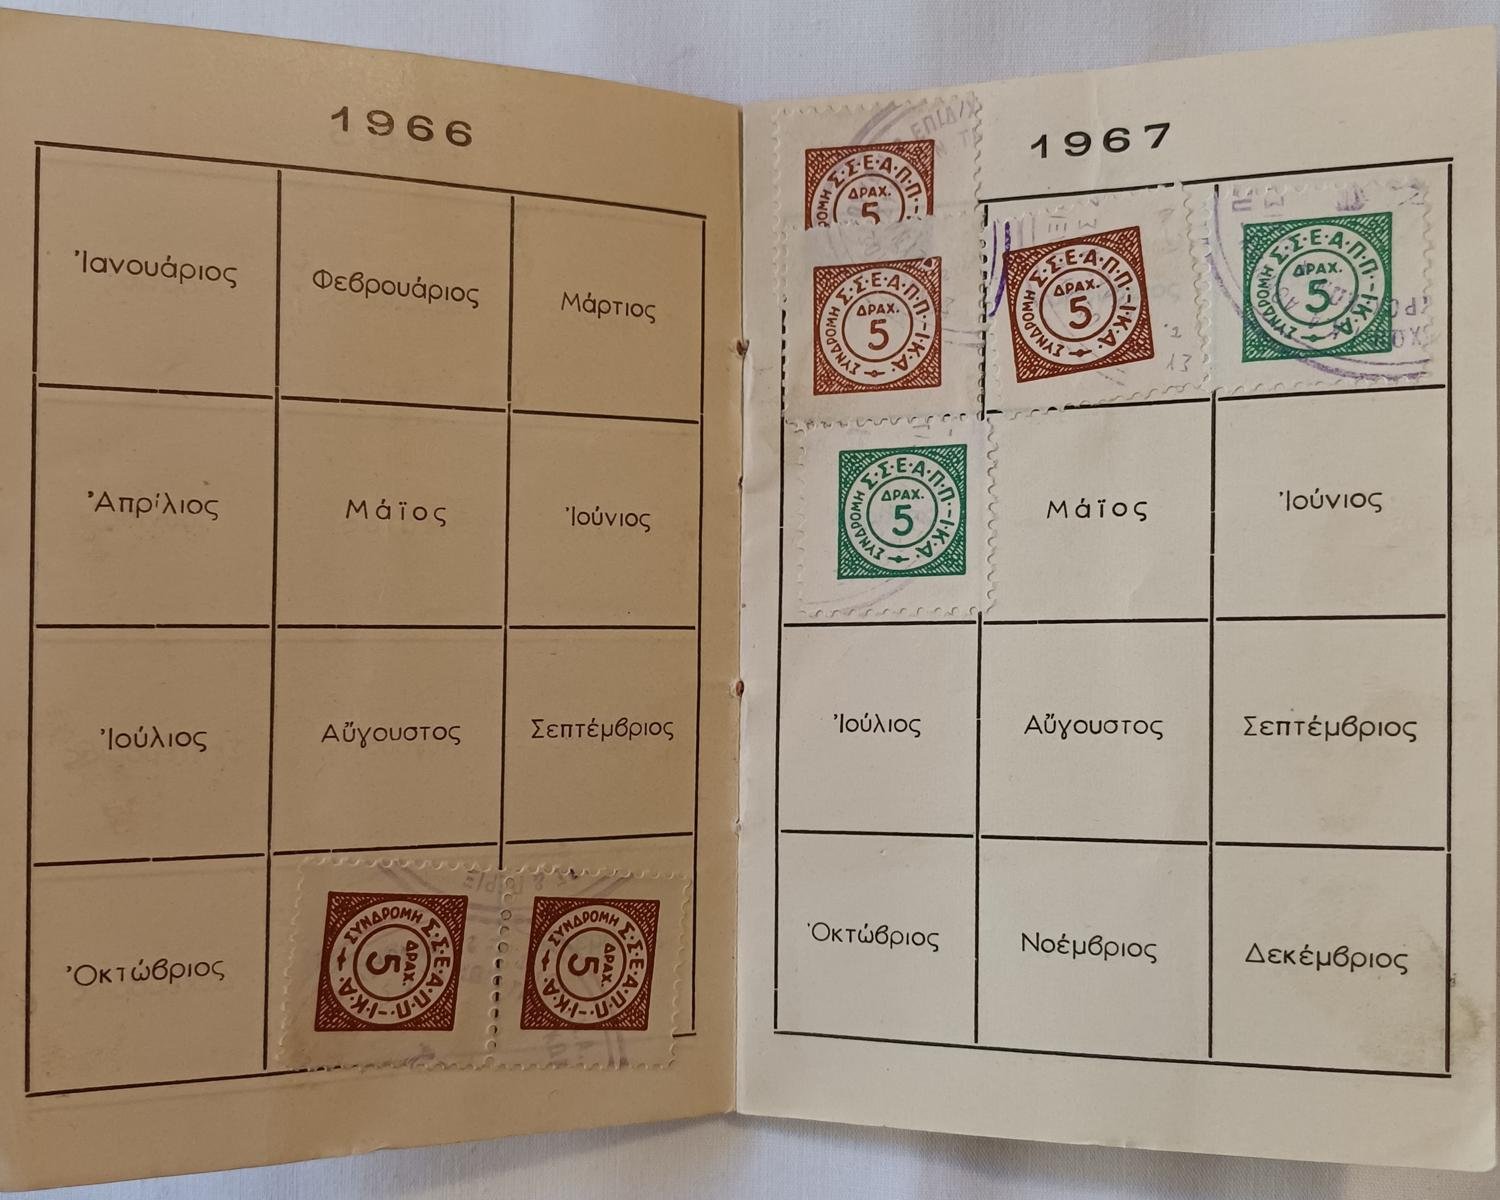 1966
Ἰανουάριος
Φεβρουάριος
Μάρτιος
Ἀπρίλιος
Μάϊος
Ἰούνιος
Ἰούλιος
Αὔγουστος
Σεπτέμβριος
Ὀκτώβριος
ΣΥΝΔΡΟΜΗ Σ·Σ·Ε·Α·Π·Π·-Ι·Κ·Α·
ΔΡΑΧ.
5
ΣΥΝΔΡΟΜΗ Σ·Σ·Ε·Α·Π·Π·-Ι·Κ·Α·
ΔΡΑΧ.
5
1967
ΔΡΟΜΗ Σ·Σ·Ε·Α·Π·Π·
ΔΡΑΧ.
5
ΣΥΝΔΡΟΜΗ Σ·Σ·Ε·Α·Π·Π·-Ι·Κ·Α·
ΔΡΑΧ.
5
ΣΥΝΔΡΟΜΗ Σ·Σ·Ε·Α·Π·Π·-Ι·Κ·Α·
ΔΡΑΧ.
5
ΣΥΝΔΡΟΜΗ Σ·Σ·Ε·Α·Π·Π·-Ι·Κ·Α·
ΔΡΑΧ.
5
ΣΥΝΔΡΟΜΗ Σ·Σ·Ε·Α·Π·Π·-Ι·Κ·Α·
ΔΡΑΧ.
5
Μάϊος
Ἰούνιος
Ἰούλιος
Αὔγουστος
Σεπτέμβριος
Ὀκτώβριος
Νοέμβριος
Δεκέμβριος